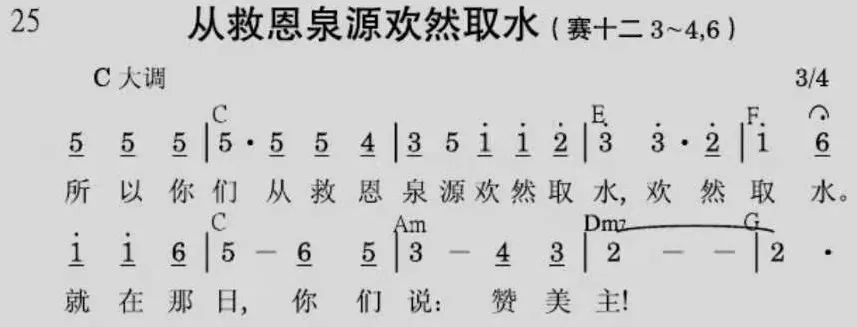 25 从救恩泉源欢然取水(赛十二 3~4,6)
C 大调 3/4
C E F
5 5 5 | 5 · 5 5 4 | 3 5 i i 2̇ | 3̇ 3̇ · 2̇ | i 6
所 以 你 们 从 救 恩 泉 源 欢 然 取 水, 欢 然 取 水。
C Am Dm7 G
i i 6 | 5 – 6 5 | 3 – 4 3 | 2 – – | 2 ·
就 在 那 日, 你 们 说: 赞 美 主!